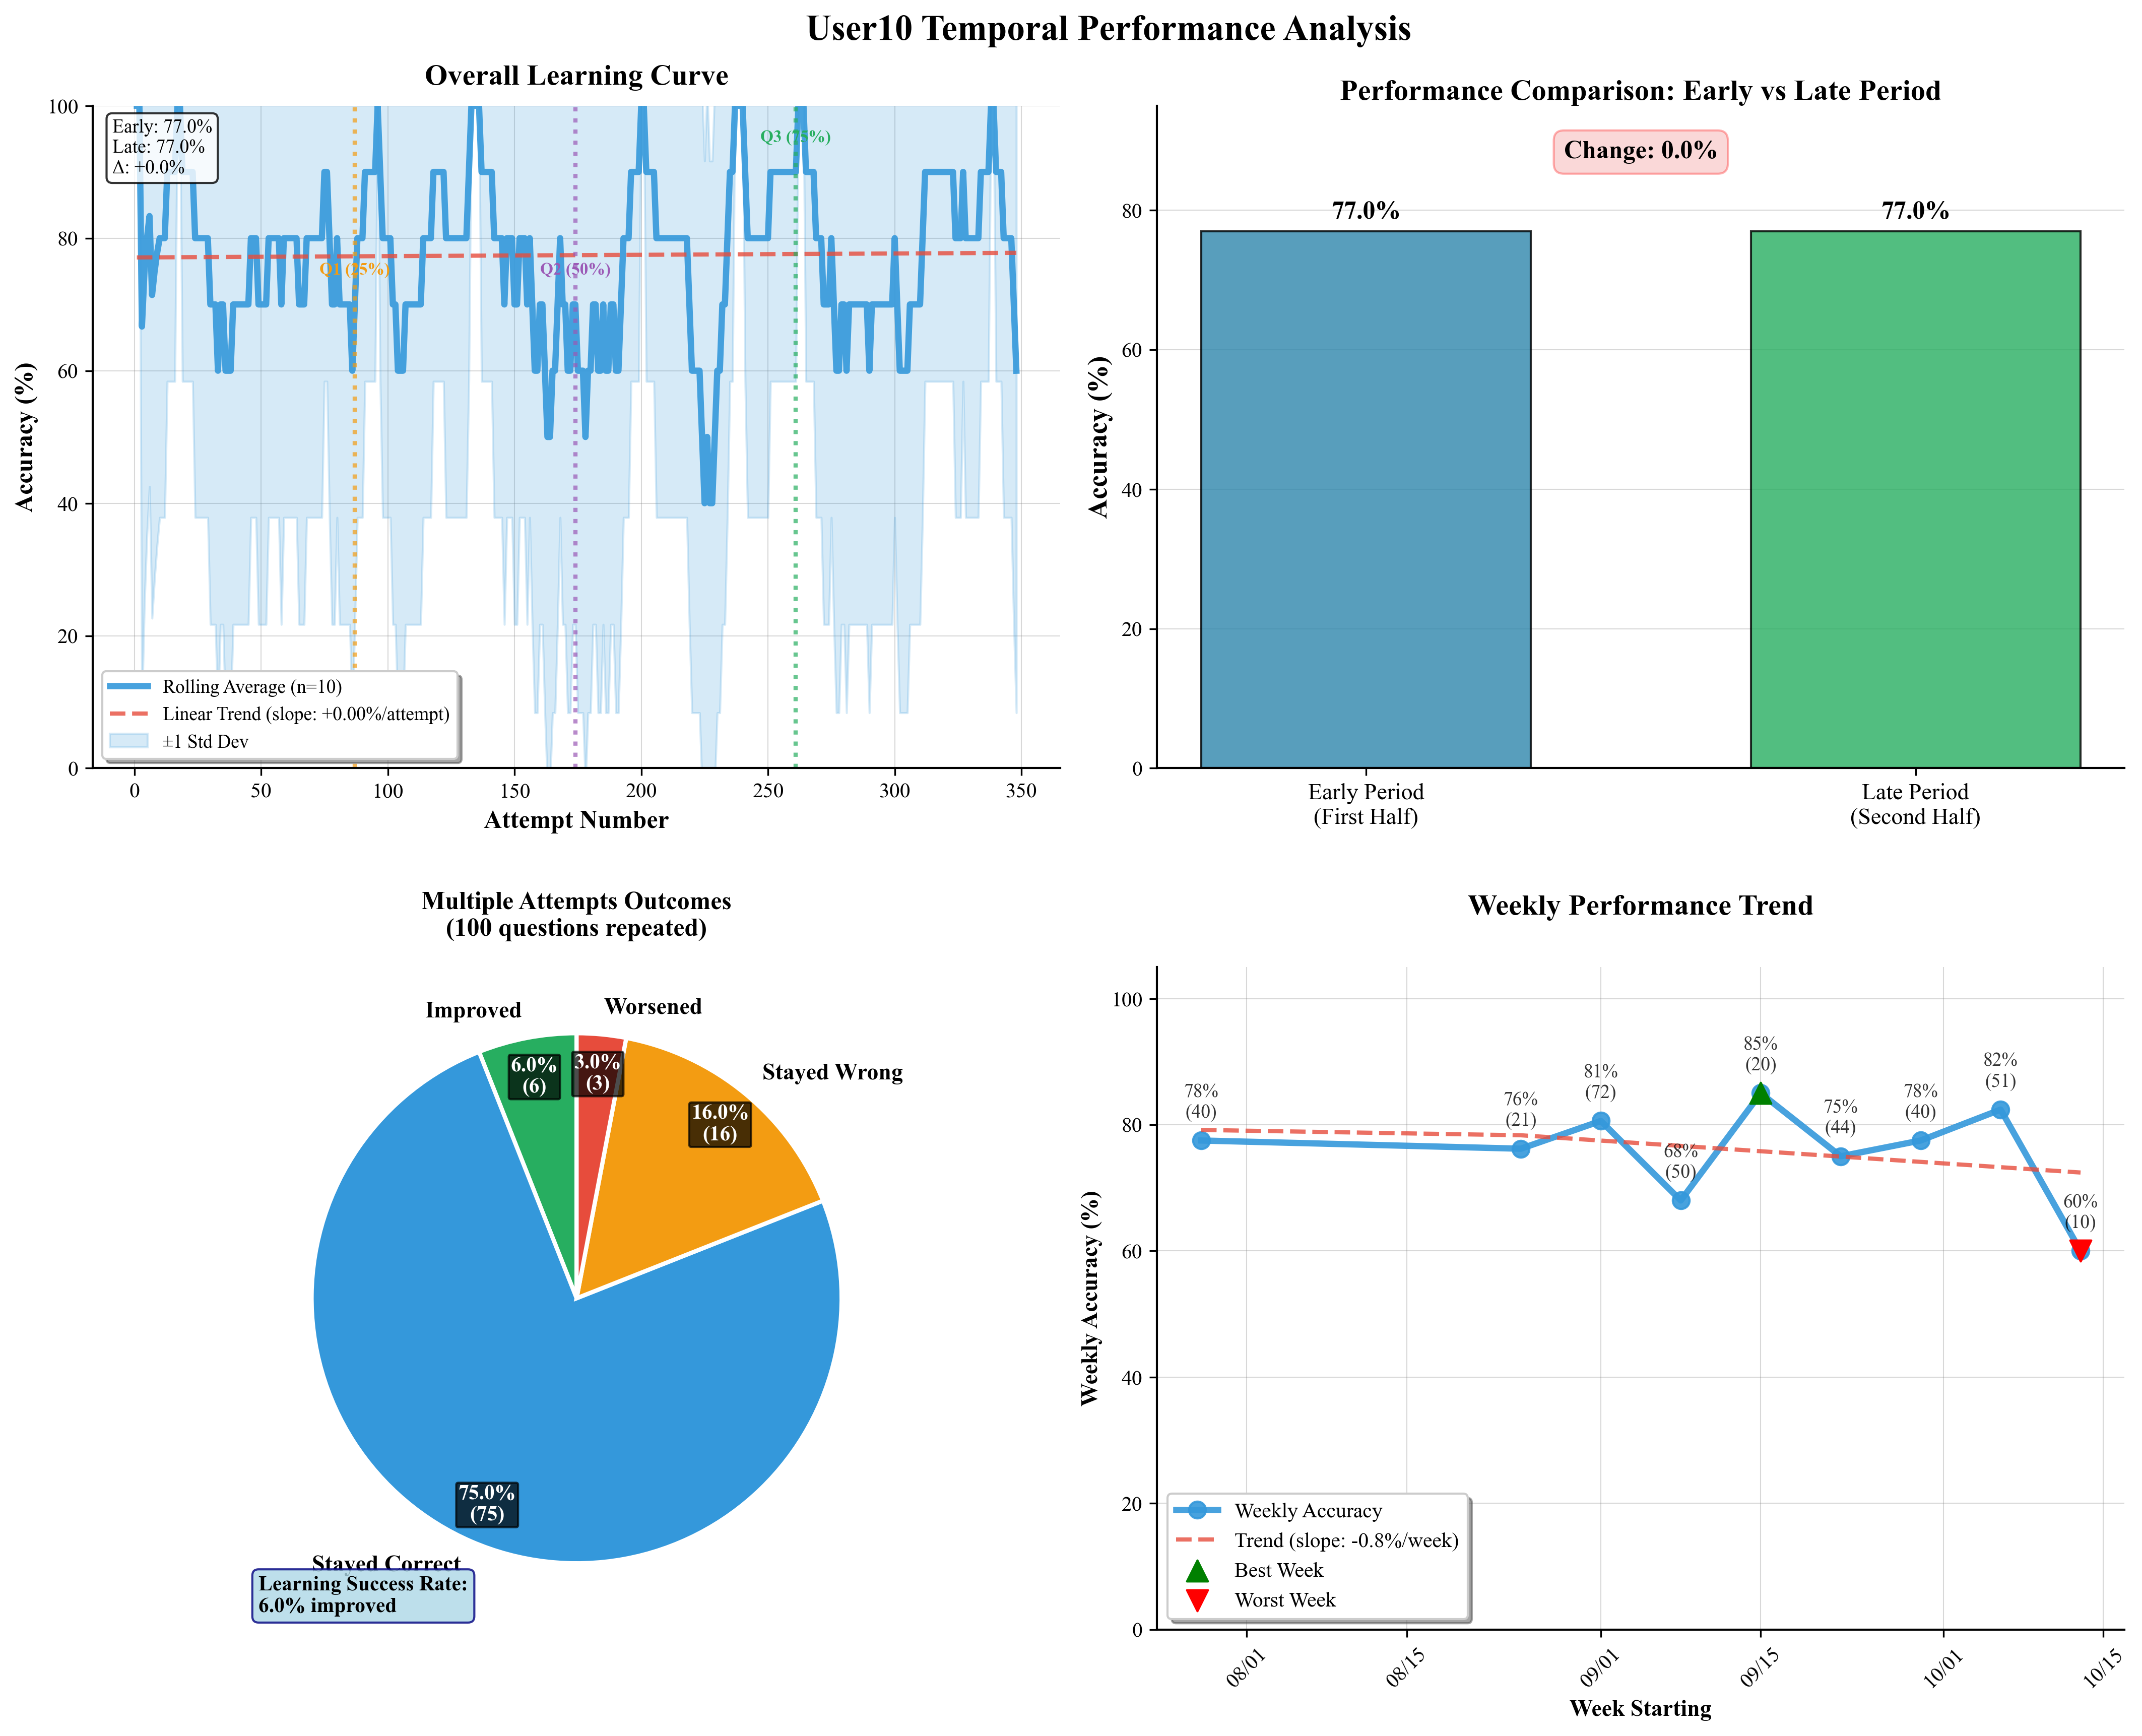 User10 Temporal Performance Analysis
Overall Learning Curve
Early: 77.0%
Late: 77.0%
Δ: +0.0%
Q1 (25%)
Q2 (50%)
Q3 (75%)
100
80
60
40
20
0
Accuracy (%)
0
50
100
150
200
250
300
350
Attempt Number
Rolling Average (n=10)
Linear Trend (slope: +0.00%/attempt)
±1 Std Dev
Performance Comparison: Early vs Late Period
Change: 0.0%
77.0%
77.0%
80
60
40
20
0
Accuracy (%)
Early Period
(First Half)
Late Period
(Second Half)
Multiple Attempts Outcomes
(100 questions repeated)
Improved
Worsened
Stayed Wrong
Stayed Correct
6.0%
(6)
3.0%
(3)
16.0%
(16)
75.0%
(75)
Learning Success Rate:
6.0% improved
Weekly Performance Trend
100
80
60
40
20
0
Weekly Accuracy (%)
78%
(40)
76%
(21)
81%
(72)
68%
(50)
85%
(20)
75%
(44)
78%
(40)
82%
(51)
60%
(10)
Weekly Accuracy
Trend (slope: -0.8%/week)
Best Week
Worst Week
08/01
08/15
09/01
09/15
10/01
10/15
Week Starting